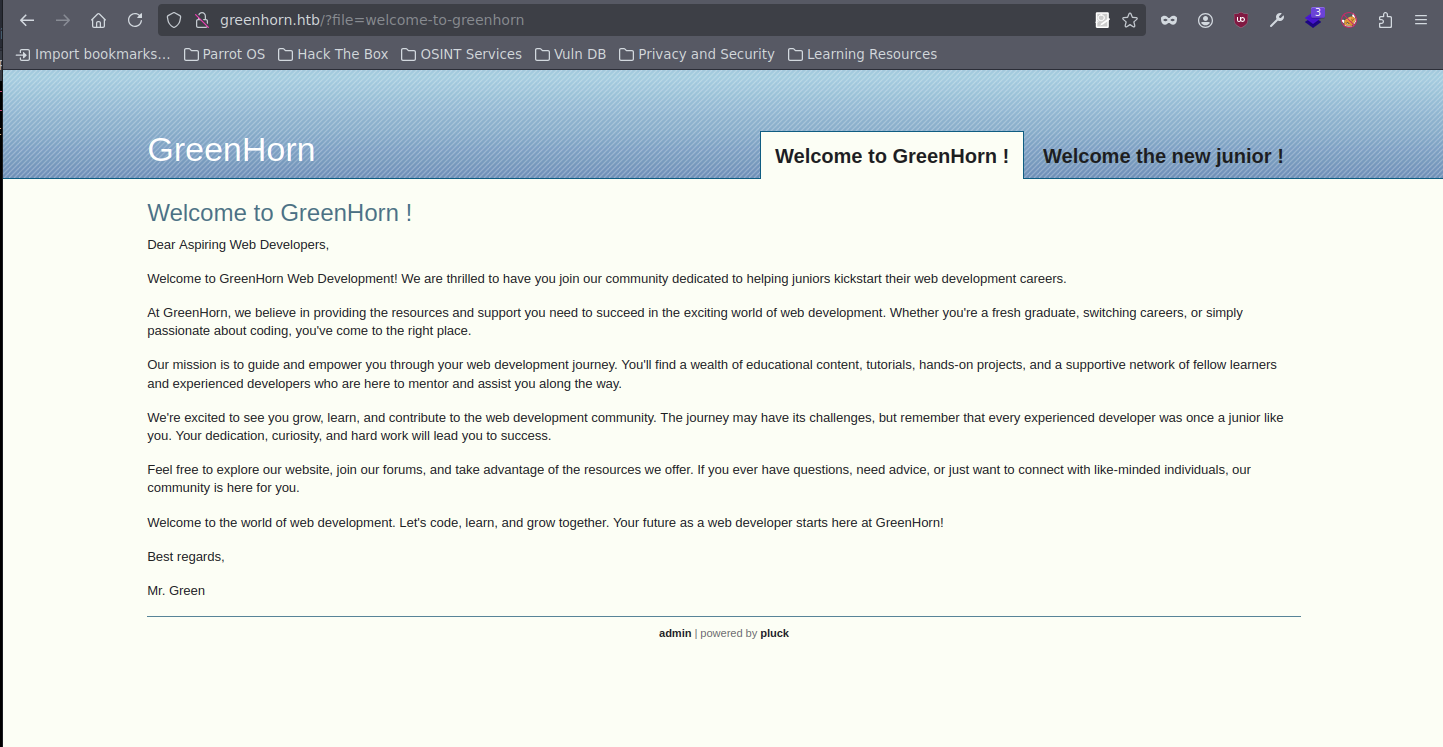 greenhorn.htb/?file=welcome-to-greenhorn
3
Import bookmarks... Parrot OS Hack The Box OSINT Services Vuln DB Privacy and Security Learning Resources
GreenHorn
Welcome to GreenHorn ! Welcome the new junior !
Welcome to GreenHorn !
Dear Aspiring Web Developers,
Welcome to GreenHorn Web Development! We are thrilled to have you join our community dedicated to helping juniors kickstart their web development careers.
At GreenHorn, we believe in providing the resources and support you need to succeed in the exciting world of web development. Whether you're a fresh graduate, switching careers, or simply
passionate about coding, you've come to the right place.
Our mission is to guide and empower you through your web development journey. You'll find a wealth of educational content, tutorials, hands-on projects, and a supportive network of fellow learners
and experienced developers who are here to mentor and assist you along the way.
We're excited to see you grow, learn, and contribute to the web development community. The journey may have its challenges, but remember that every experienced developer was once a junior like
you. Your dedication, curiosity, and hard work will lead you to success.
Feel free to explore our website, join our forums, and take advantage of the resources we offer. If you ever have questions, need advice, or just want to connect with like-minded individuals, our
community is here for you.
Welcome to the world of web development. Let's code, learn, and grow together. Your future as a web developer starts here at GreenHorn!
Best regards,
Mr. Green
admin | powered by pluck